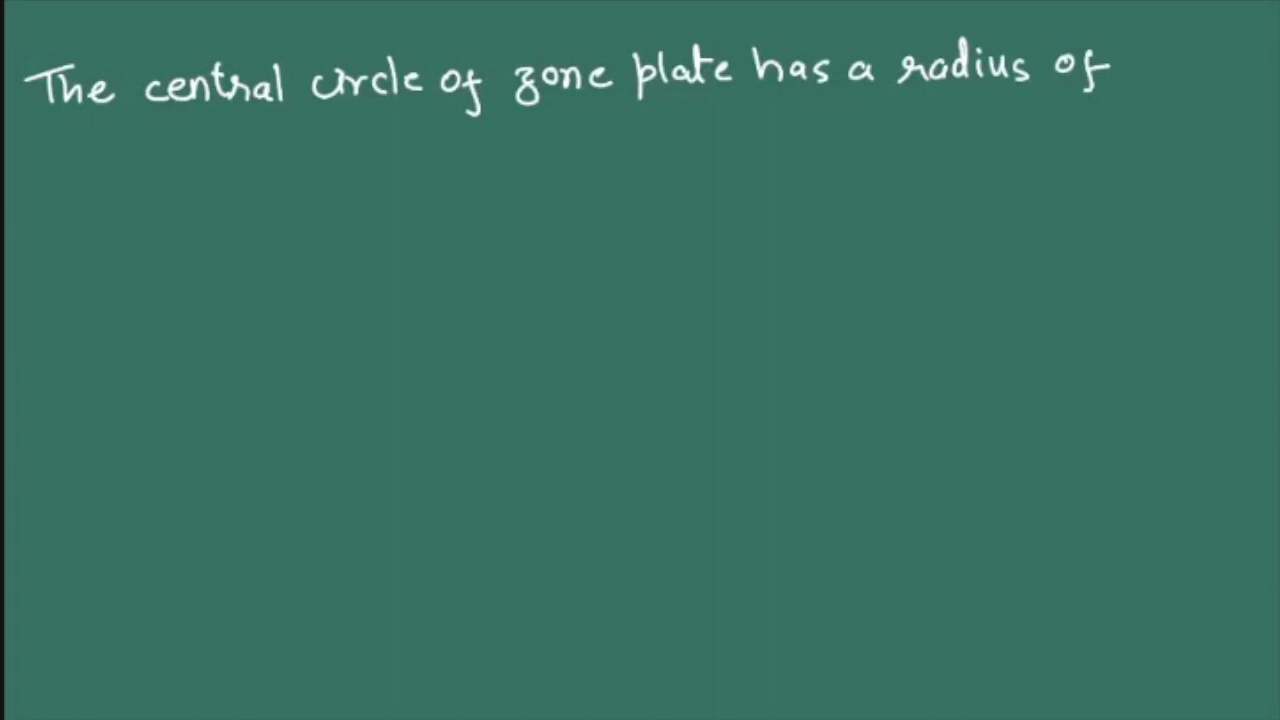 The central circle of zone plate has a radius of